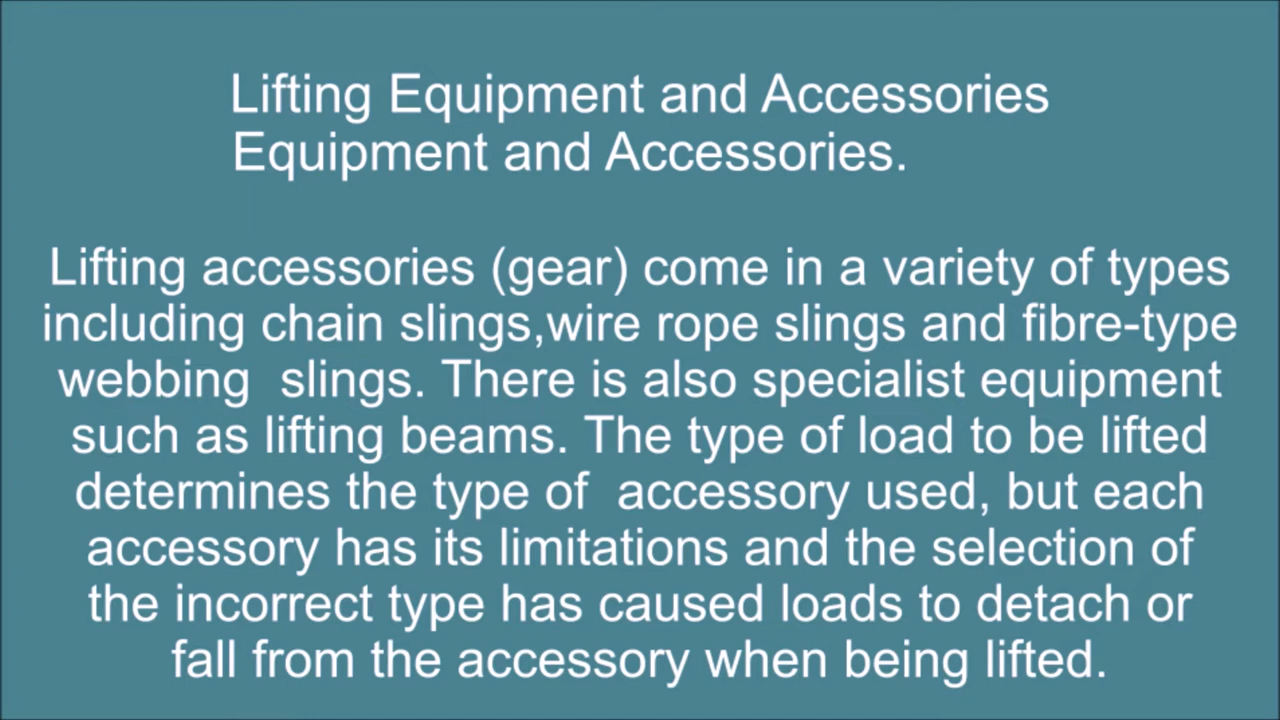 Lifting Equipment and Accessories
Equipment and Accessories.
Lifting accessories (gear) come in a variety of types
including chain slings,wire rope slings and fibre-type
webbing  slings. There is also specialist equipment
such as lifting beams. The type of load to be lifted
determines the type of  accessory used, but each
accessory has its limitations and the selection of
the incorrect type has caused loads to detach or
fall from the accessory when being lifted.